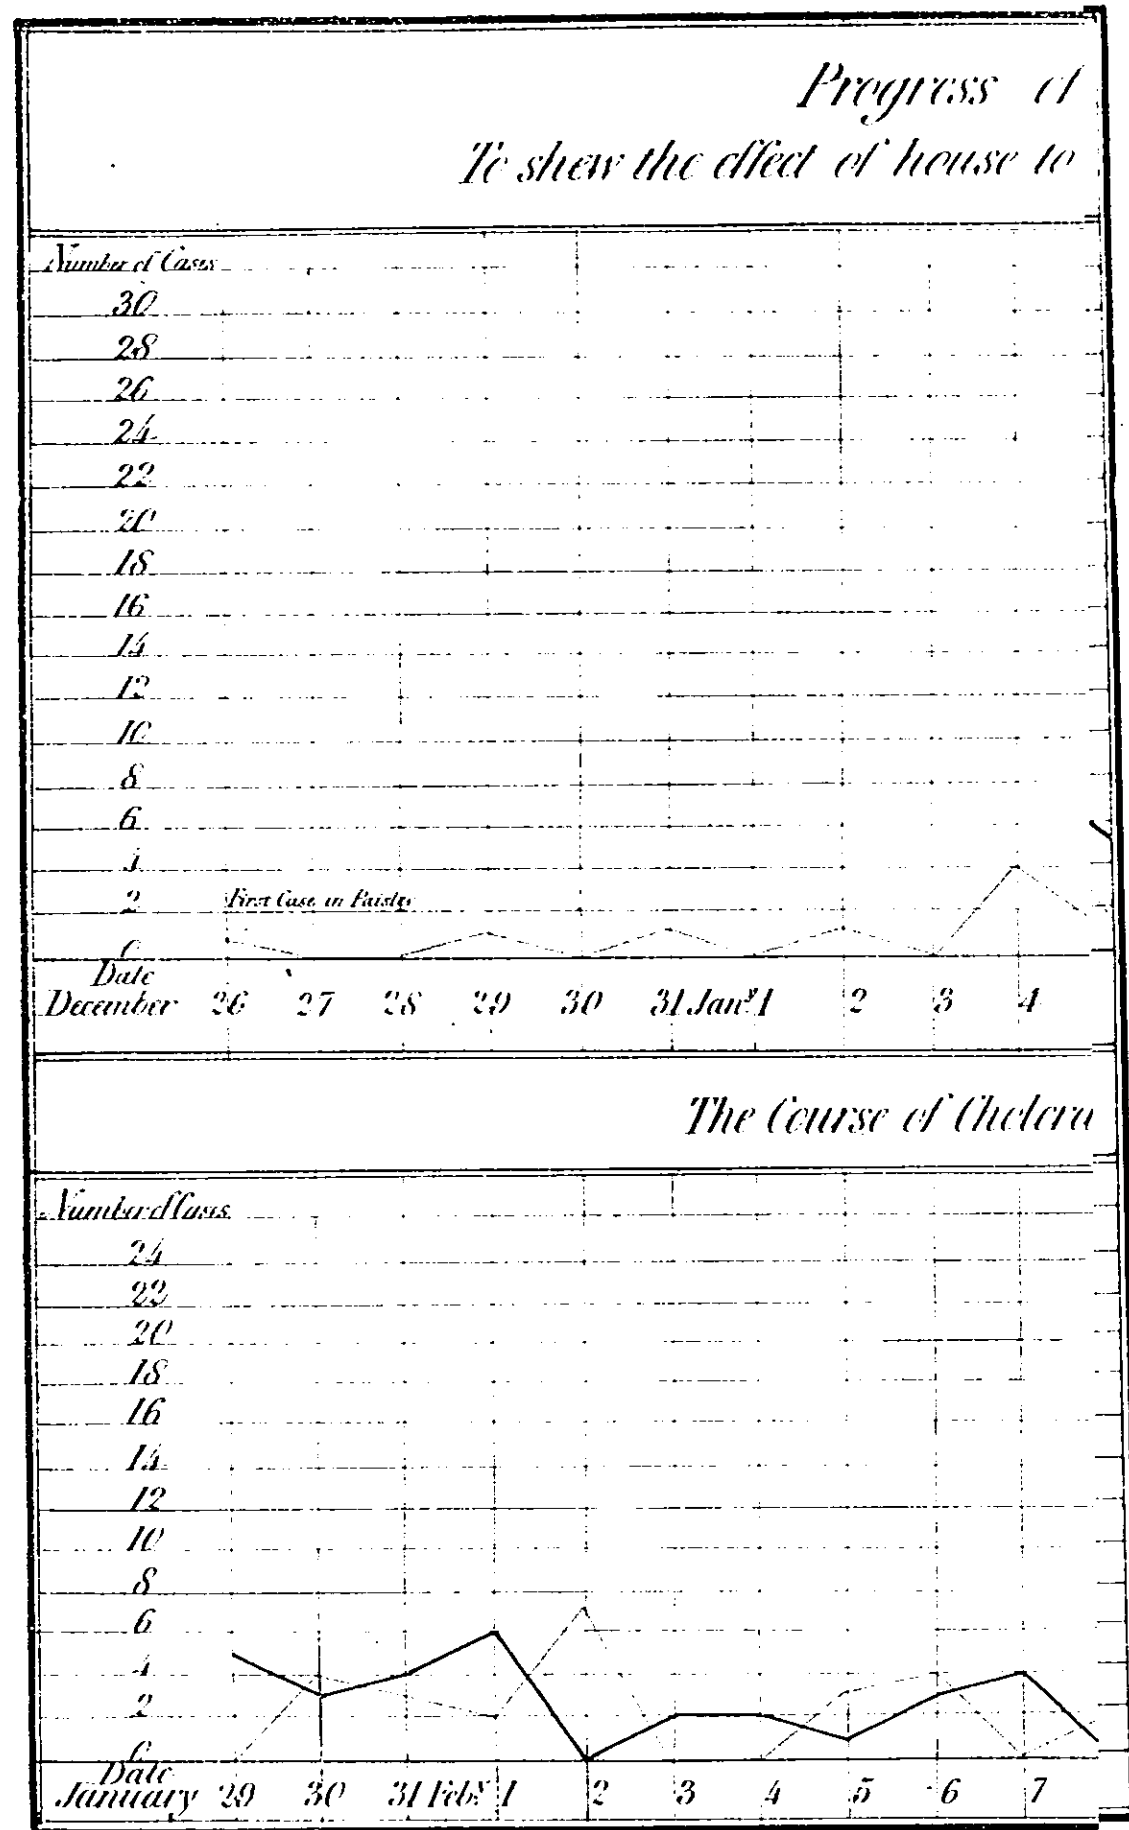 Progress of
To shew the effect of house to
Number of Cases
30
28
26
24
22
20
18
16
14
12
10
8
6
4
2 First Case in Paisley
0
Date
December 26 27 28 29 30 31 Jany. 1 2 3 4
The Course of Cholera
Number of Cases
24
22
20
18
16
14
12
10
8
6
4
2
0
Date
January 29 30 31 Feby. 1 2 3 4 5 6 7